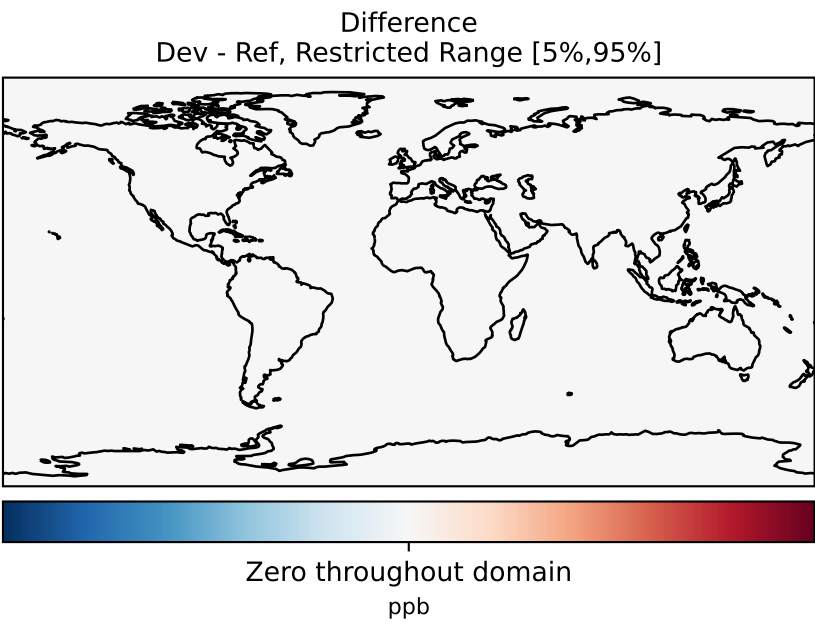 Difference
Dev - Ref, Restricted Range [5%,95%]
Zero throughout domain
ppb